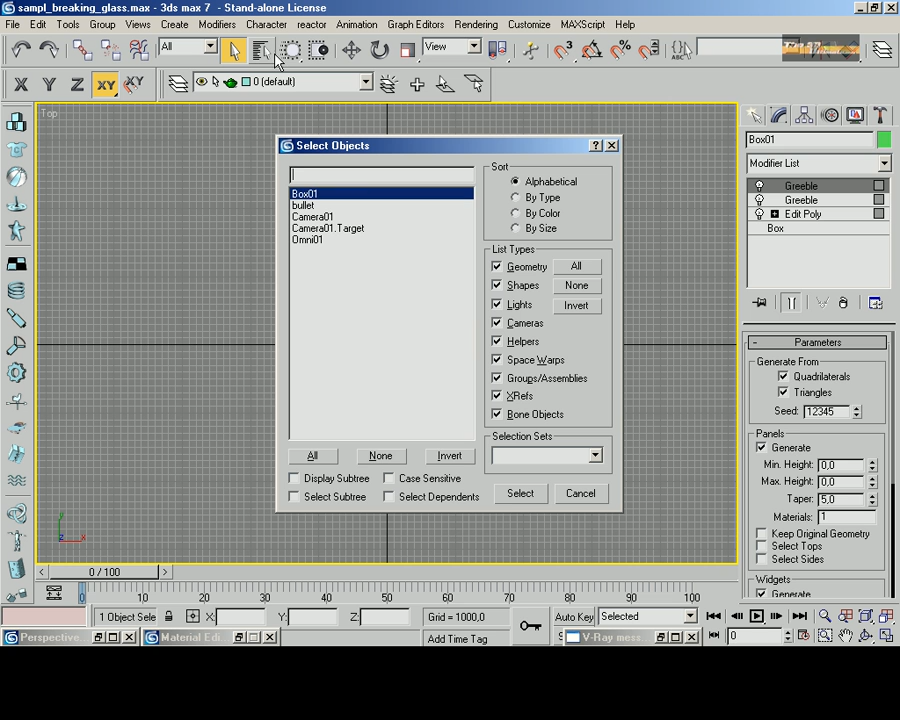 sampl_breaking_glass.max - 3ds max 7 - Stand-alone License
File Edit Tools Group Views Create Modifiers Character reactor Animation Graph Editors Rendering Customize MAXScript Help
All View
X Y Z XY XY 0 (default)
Top
Select Objects
Box01
bullet
Camera01
Camera01.Target
Omni01
Sort
Alphabetical
By Type
By Color
By Size
List Types
Geometry All
Shapes None
Lights Invert
Cameras
Helpers
Space Warps
Groups/Assemblies
XRefs
Bone Objects
Selection Sets
All None Invert
Display Subtree Case Sensitive
Select Subtree Select Dependents
Select Cancel
Box01
Modifier List
Greeble
Greeble
Edit Poly
Box
- Parameters
Generate From
Quadrilaterals
Triangles
Seed: 12345
Panels
Generate
Min. Height: 0,0
Max. Height: 0,0
Taper: 5,0
Materials: 1
Keep Original Geometry
Select Tops
Select Sides
Widgets
Generate
y
z x
< 0 / 100 >
0 10 20 30 40 50 60 70 80 90 100
1 Object Sele X: Y: Z: Grid = 1000,0 Auto Key Selected
Add Time Tag
Perspective... Material Edi... V-Ray mess... 0